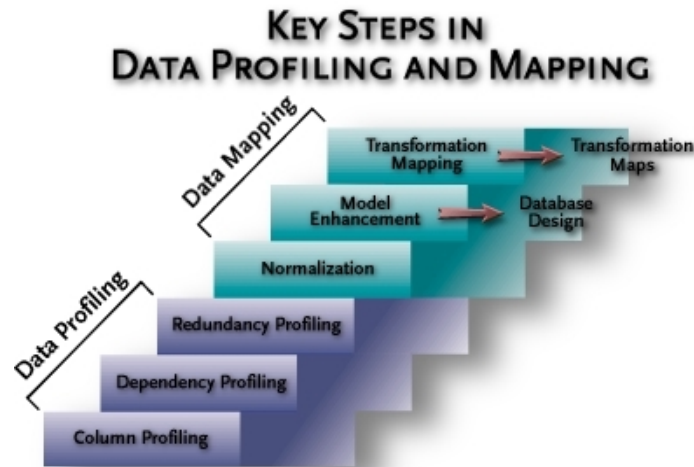 KEY STEPS IN
DATA PROFILING AND MAPPING
Data Mapping
Transformation
Mapping
Transformation
Maps
Model
Enhancement
Database
Design
Normalization
Data Profiling
Redundancy Profiling
Dependency Profiling
Column Profiling